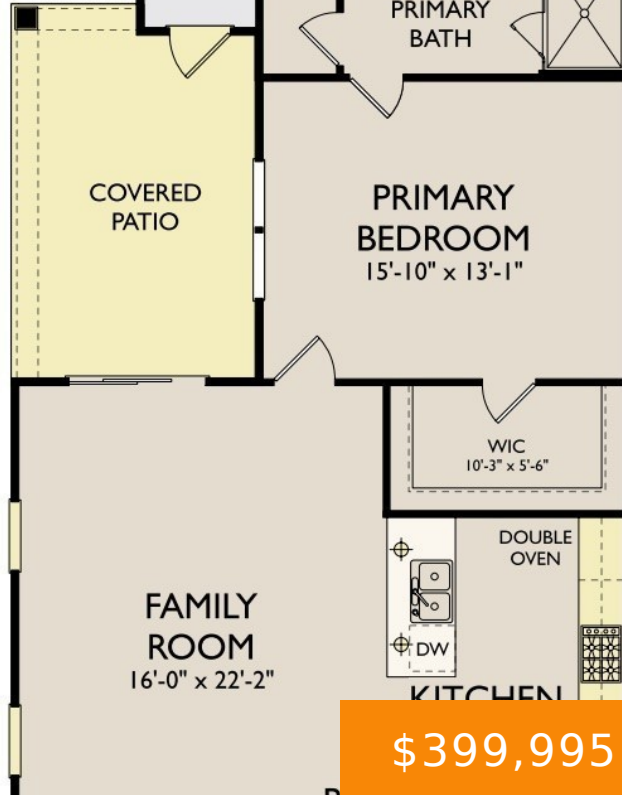 PRIMARY
BATH
COVERED
PATIO
PRIMARY
BEDROOM
15'-10" x 13'-1"
WIC
10'-3" x 5'-6"
DOUBLE
OVEN
FAMILY
ROOM
16'-0" x 22'-2"
DW
KITCHEN
$399,995